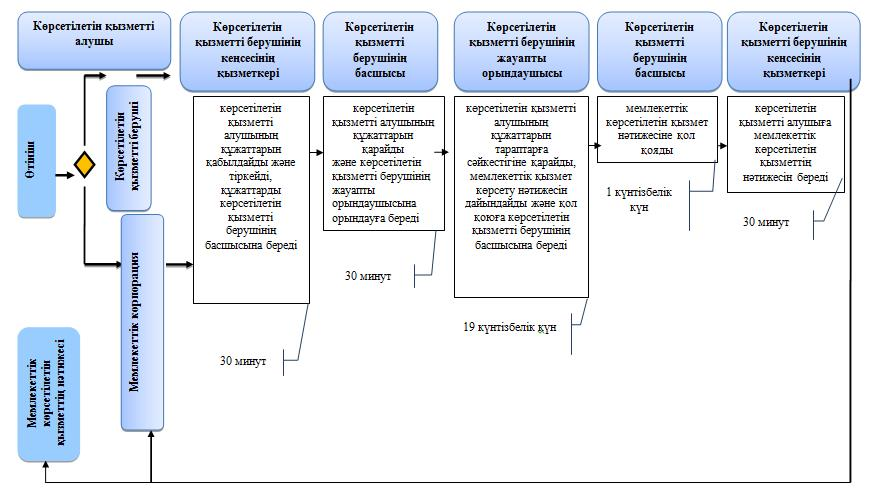 Көрсетілетін қызметті
алушы
Көрсетілетін
қызметті берушінің
кеңсесінің
қызметкері
Көрсетілетін
қызметті
берушінің
басшысы
Көрсетілетін
қызметті берушінің
жауапты
орындаушысы
Көрсетілетін
қызметті
берушінің
басшысы
Көрсетілетін
қызметті берушінің
кеңсесінің
қызметкері
Өтініш
Көрсетілетін
қызметті беруші
Мемлекеттік корпорация
Мемлекеттік
көрсетілетін
қызметтің нәтижесі
көрсетілетін
қызметті
алушының
құжаттарын
қабылдайды және
тіркейді,
құжаттарды
көрсетілетін
қызметті
берушінің
басшысына береді
30 минут
көрсетілетін
қызметті алушының
құжаттарын
қарайды
және көрсетілетін
қызметті берушінің
жауапты
орындаушысына
орындауға береді
30 минут
көрсетілетін қызметті
алушының
құжаттарын
тараптарға
сәйкестігіне қарайды,
мемлекеттік қызмет
көрсету нәтижесін
дайындайды және қол
қоюға көрсетілетін
қызметті берушінің
басшысына береді
19 күнтізбелік күн
мемлекеттік
көрсетілетін қызмет
нәтижесіне қол
қояды
1 күнтізбелік
күн
көрсетілетін
қызметті алушыға
мемлекеттік
көрсетілетін
қызметтің
нәтижесін береді
30 минут